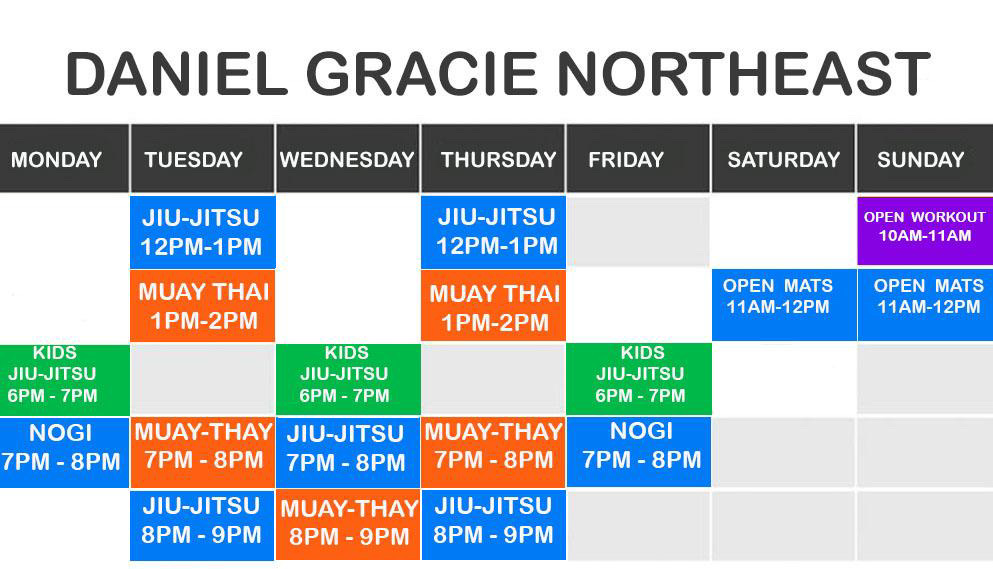 DANIEL GRACIE NORTHEAST
MONDAY TUESDAY WEDNESDAY THURSDAY FRIDAY SATURDAY SUNDAY
JIU-JITSU JIU-JITSU OPEN WORKOUT
12PM-1PM 12PM-1PM 10AM-11AM
MUAY THAI MUAY THAI OPEN MATS OPEN MATS
1PM-2PM 1PM-2PM 11AM-12PM 11AM-12PM
KIDS KIDS KIDS
JIU-JITSU JIU-JITSU JIU-JITSU
6PM - 7PM 6PM - 7PM 6PM - 7PM
NOGI MUAY-THAY JIU-JITSU MUAY-THAY NOGI
7PM - 8PM 7PM - 8PM 7PM - 8PM 7PM - 8PM 7PM - 8PM
JIU-JITSU MUAY-THAY JIU-JITSU
8PM - 9PM 8PM - 9PM 8PM - 9PM